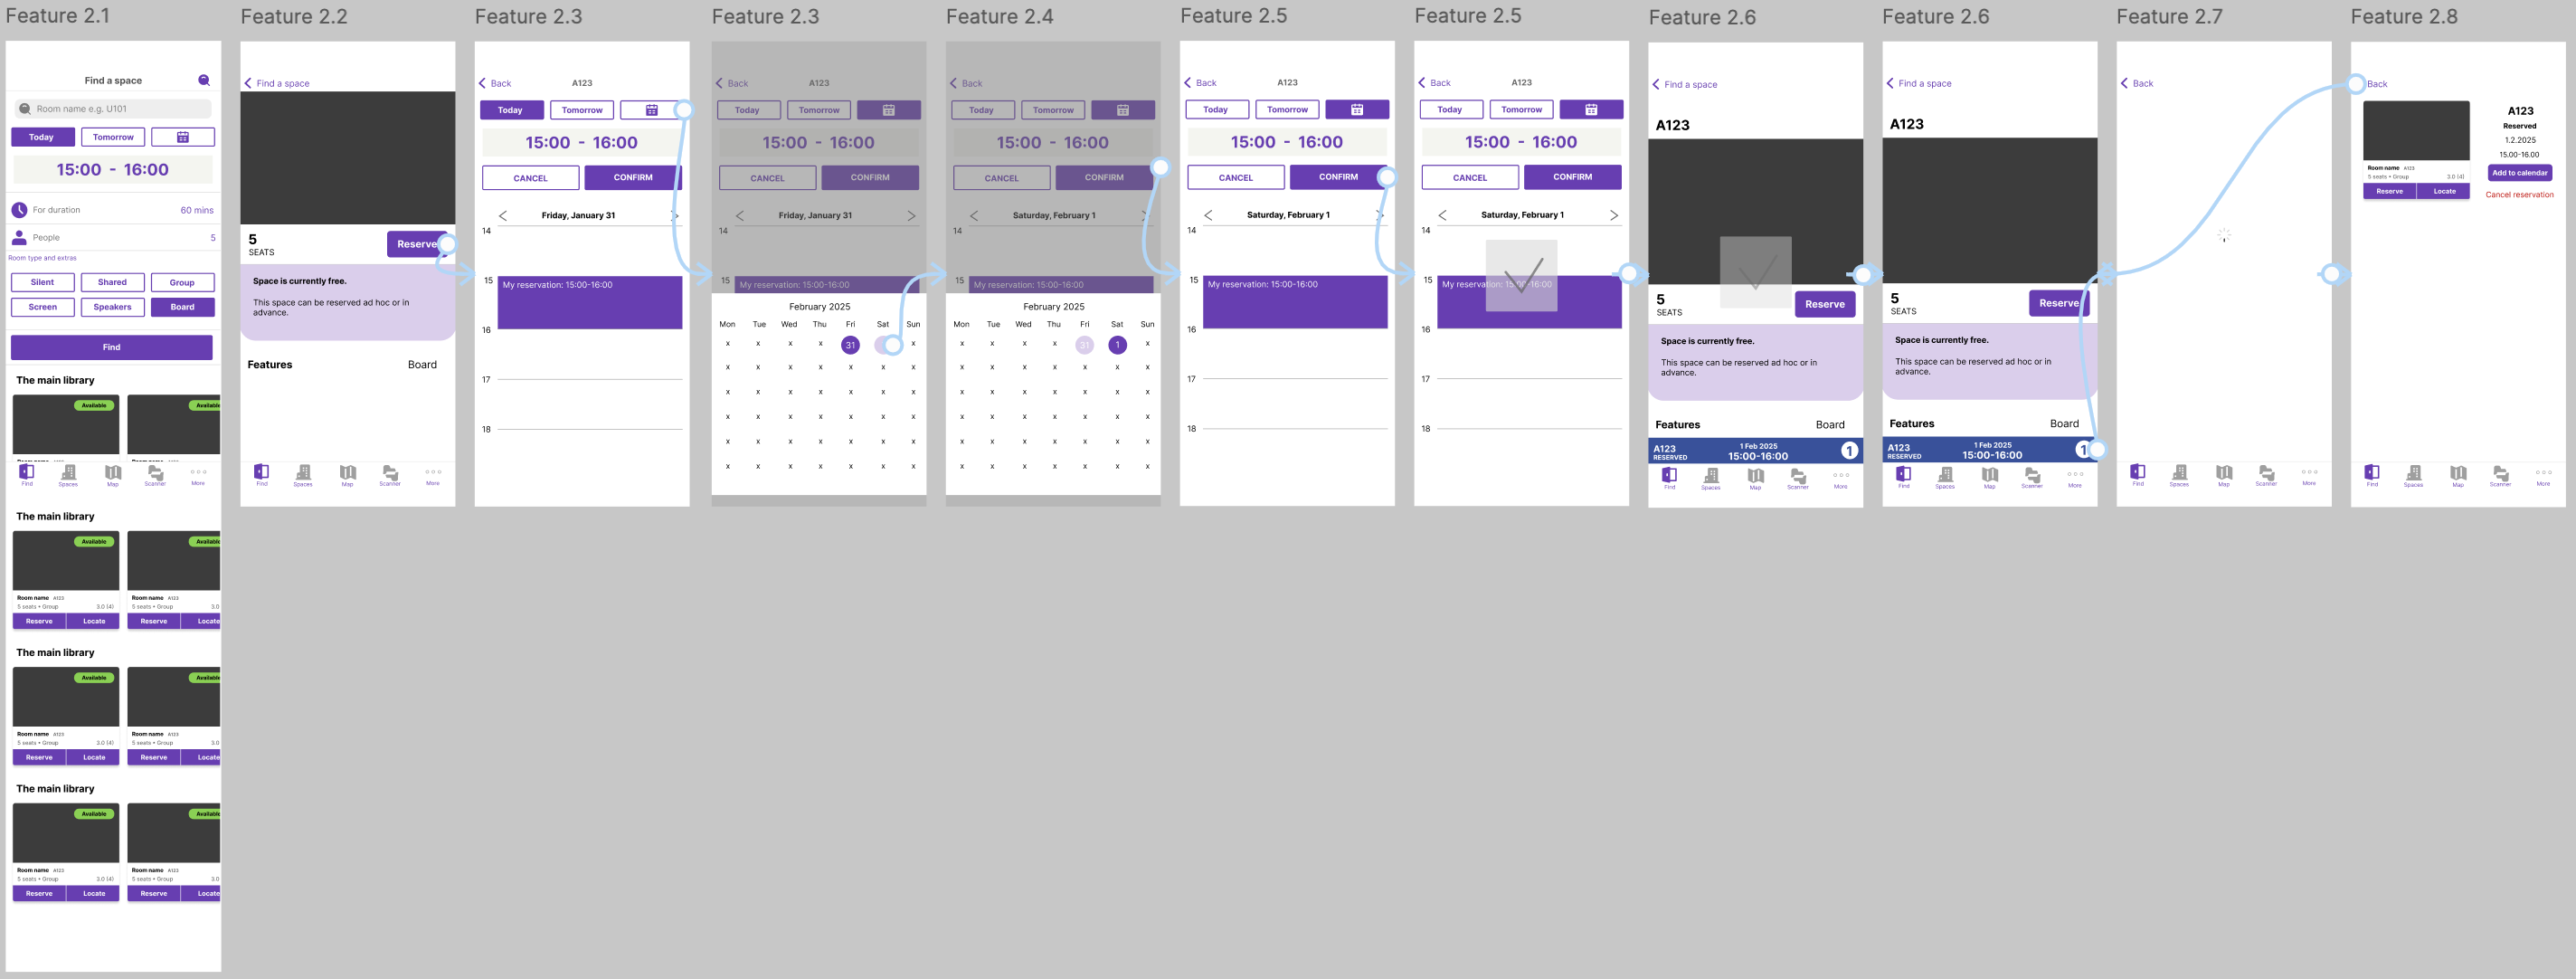 Feature 2.1
Find a space
Room name e.g. U101
Today
Tomorrow
15:00 - 16:00
For duration
60 mins
People
5
Room type and extras
Silent
Shared
Group
Screen
Speakers
Board
Find
The main library
Available
Available
Find
Spaces
Map
Scanner
More
The main library
Available
Available
Room name A123
5 seats • Group 3.0 (4)
Reserve
Locate
Room name A123
5 seats • Group 3.0
Reserve
Locate
The main library
Available
Available
Room name A123
5 seats • Group 3.0 (4)
Reserve
Locate
Room name A123
5 seats • Group 3.0
Reserve
Locate
The main library
Available
Available
Room name A123
5 seats • Group 3.0 (4)
Reserve
Locate
Room name A123
5 seats • Group 3.0
Reserve
Locate
Feature 2.2
Find a space
5
SEATS
Reserve
Space is currently free.
This space can be reserved ad hoc or in
advance.
Features
Board
Find
Spaces
Map
Scanner
More
Feature 2.3
Back
A123
Today
Tomorrow
15:00 - 16:00
CANCEL
CONFIRM
Friday, January 31
14
15
My reservation: 15:00-16:00
16
17
18
Feature 2.3
Back
A123
Today
Tomorrow
15:00 - 16:00
CANCEL
CONFIRM
Friday, January 31
14
15
My reservation: 15:00-16:00
February 2025
Mon Tue Wed Thu Fri Sat Sun
x x x x 31 x
x x x x x x x
x x x x x x x
x x x x x x x
x x x x x x x
x x x x x x x
Feature 2.4
Back
A123
Today
Tomorrow
15:00 - 16:00
CANCEL
CONFIRM
Saturday, February 1
14
15
My reservation: 15:00-16:00
February 2025
Mon Tue Wed Thu Fri Sat Sun
x x x x 31 1 x
x x x x x x x
x x x x x x x
x x x x x x x
x x x x x x x
x x x x x x x
Feature 2.5
Back
A123
Today
Tomorrow
15:00 - 16:00
CANCEL
CONFIRM
Saturday, February 1
14
15
My reservation: 15:00-16:00
16
17
18
Feature 2.5
Back
A123
Today
Tomorrow
15:00 - 16:00
CANCEL
CONFIRM
Saturday, February 1
14
15
My reservation: 15:00-16:00
16
17
18
Feature 2.6
Find a space
A123
5
SEATS
Reserve
Space is currently free.
This space can be reserved ad hoc or in
advance.
Features
Board
A123
RESERVED
1 Feb 2025
15:00-16:00
1
Find
Spaces
Map
Scanner
More
Feature 2.6
Find a space
A123
5
SEATS
Reserve
Space is currently free.
This space can be reserved ad hoc or in
advance.
Features
Board
A123
RESERVED
1 Feb 2025
15:00-16:00
1
Find
Spaces
Map
Scanner
More
Feature 2.7
Back
Find
Spaces
Map
Scanner
More
Feature 2.8
Back
Room name A123
5 seats • Group 3.0 (4)
Reserve
Locate
A123
Reserved
1.2.2025
15.00-16.00
Add to calendar
Cancel reservation
Find
Spaces
Map
Scanner
More